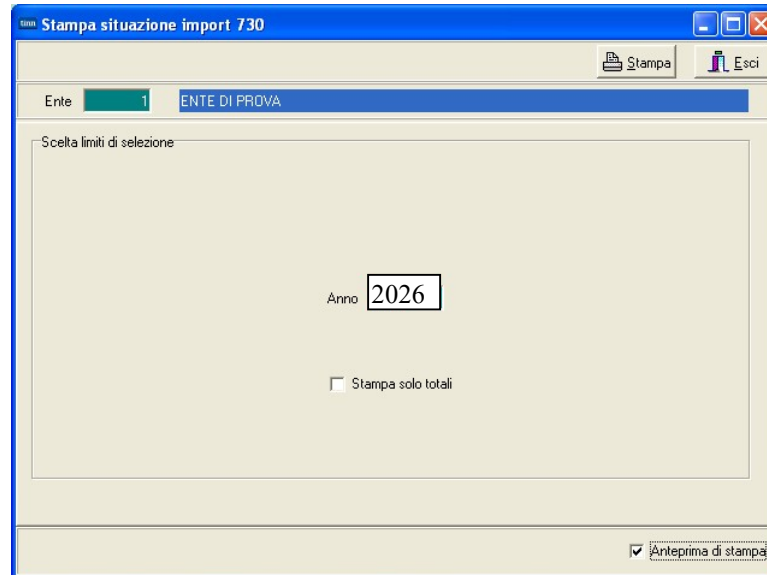 tinn Stampa situazione import 730
Stampa Esci
Ente 1 ENTE DI PROVA
Scelta limiti di selezione
Anno 2026
Stampa solo totali
Anteprima di stampa